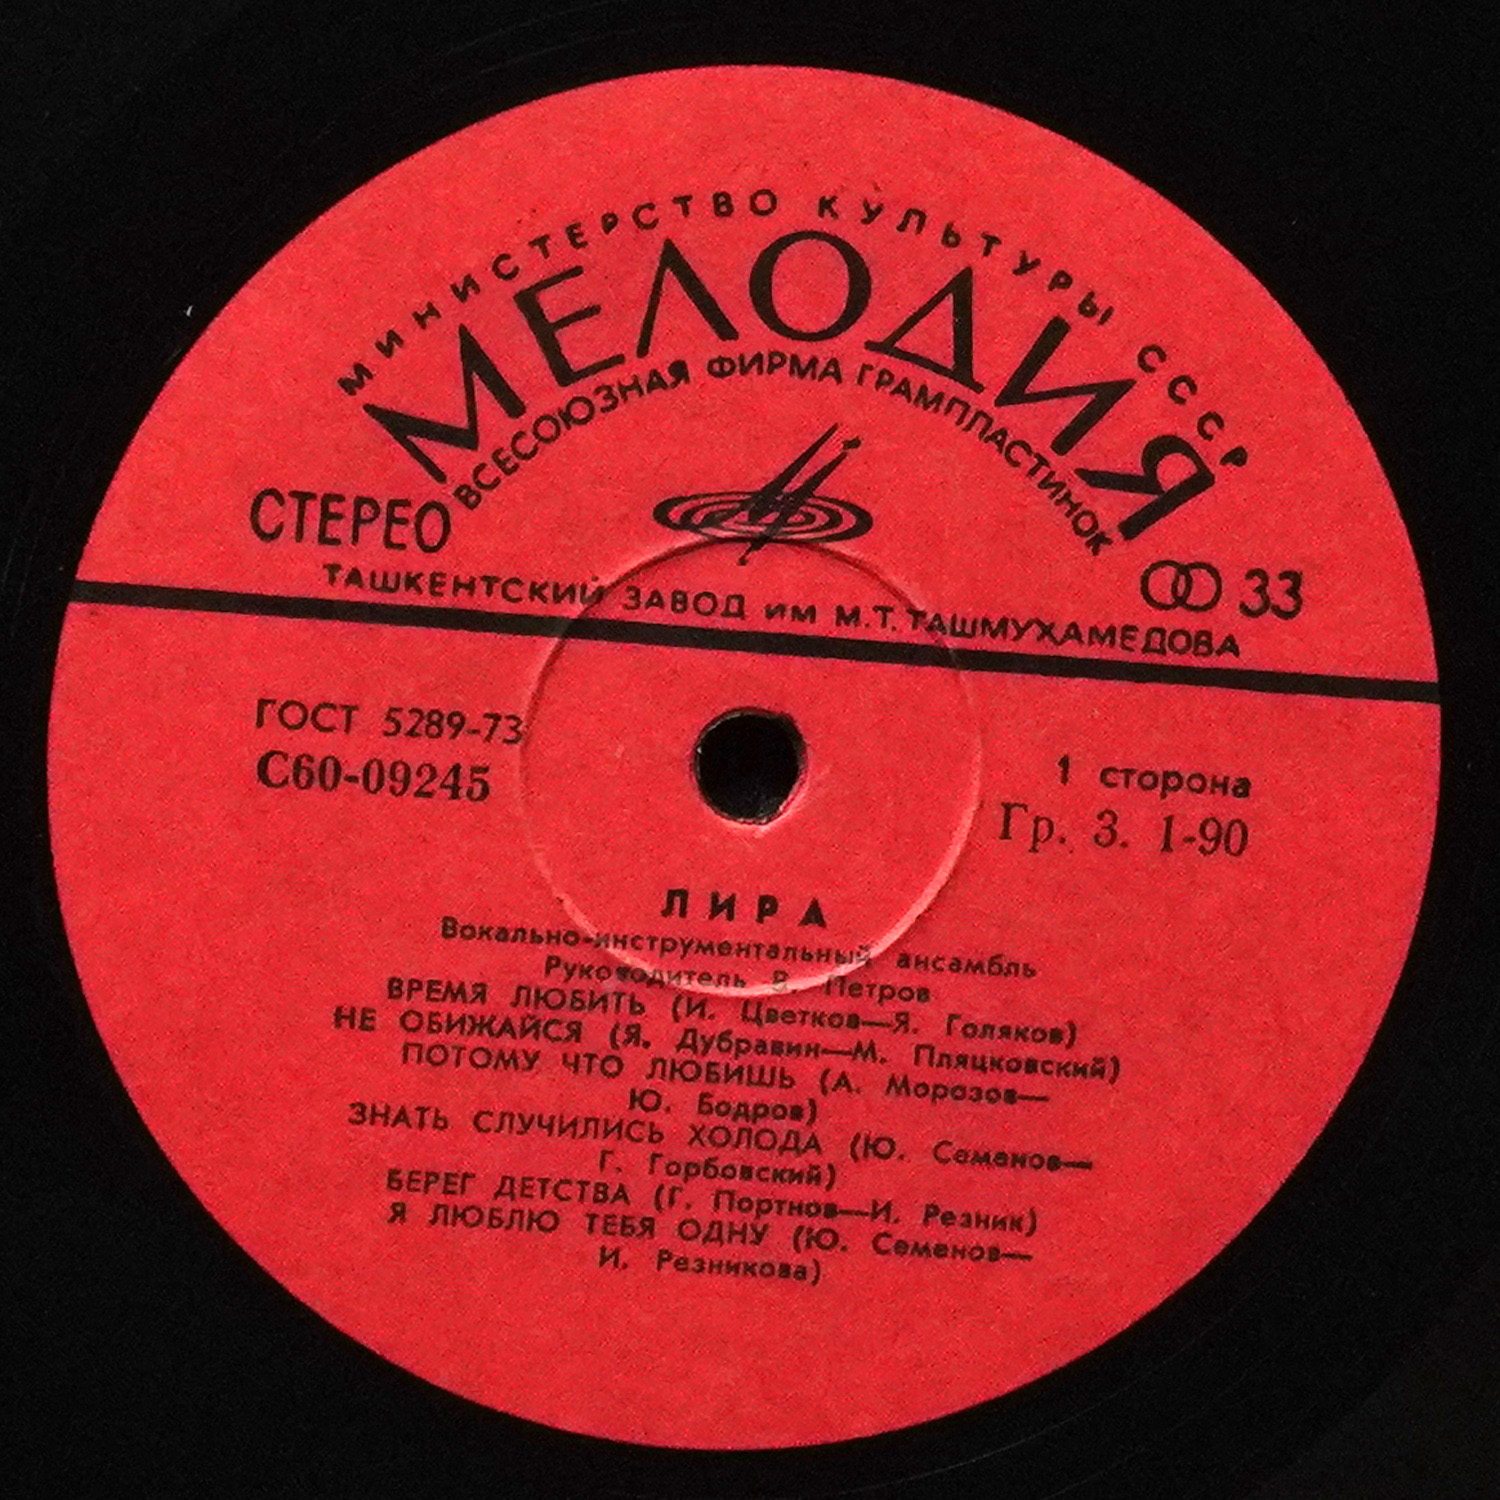 МИНИСТЕРСТВО КУЛЬТУРЫ СССР
МЕЛОДИЯ
ВСЕСОЮЗНАЯ ФИРМА ГРАМПЛАСТИНОК
СТЕРЕО
33
ТАШКЕНТСКИЙ ЗАВОД ИМ М.Т. ТАШМУХАМЕДОВА
ГОСТ 5289-73
С60-09245
1 сторона
Гр. 3. 1-90
ЛИРА
Вокально-инструментальный ансамбль
Руководитель В. Петров
ВРЕМЯ ЛЮБИТЬ (И. Цветков—Я. Голяков)
НЕ ОБИЖАЙСЯ (Я. Дубравин—М. Пляцковский)
ПОТОМУ ЧТО ЛЮБИШЬ (А. Морозов—
Ю. Бодров)
ЗНАТЬ СЛУЧИЛИСЬ ХОЛОДА (Ю. Семенов—
Г. Горбовский)
БЕРЕГ ДЕТСТВА (Г. Портнов—И. Резник)
Я ЛЮБЛЮ ТЕБЯ ОДНУ (Ю. Семенов—
И. Резникова)